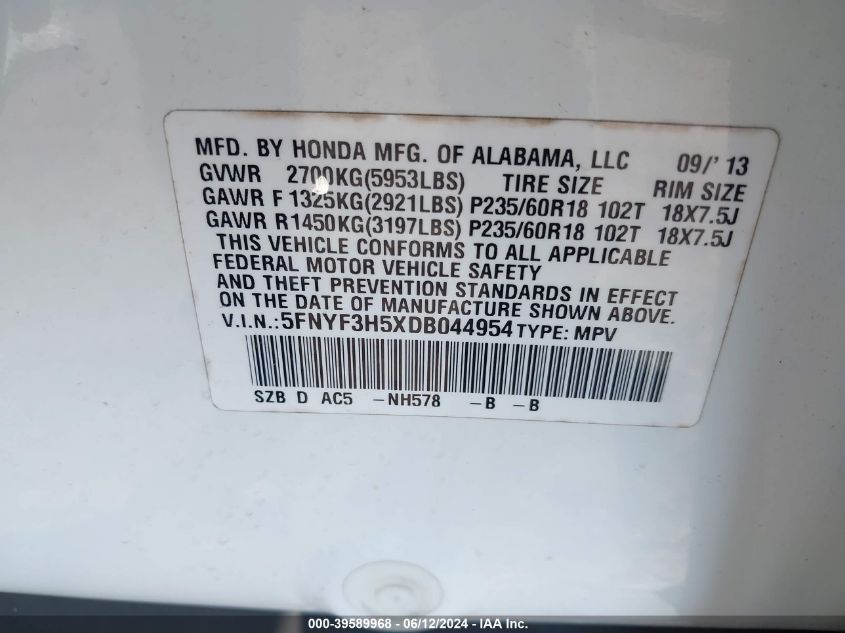 MFD. BY HONDA MFG. OF ALABAMA, LLC 09/' 13
GVWR 2700KG(5953LBS) TIRE SIZE RIM SIZE
GAWR F 1325KG(2921LBS) P235/60R18 102T 18X7.5J
GAWR R1450KG(3197LBS) P235/60R18 102T 18X7.5J
THIS VEHICLE CONFORMS TO ALL APPLICABLE
FEDERAL MOTOR VEHICLE SAFETY
AND THEFT PREVENTION STANDARDS IN EFFECT
ON THE DATE OF MANUFACTURE SHOWN ABOVE.
V.I.N.: 5FNYF3H5XDB044954 TYPE: MPV
SZB D AC5 -NH578 -B -B
000-39589968 - 06/12/2024 - IAA Inc.